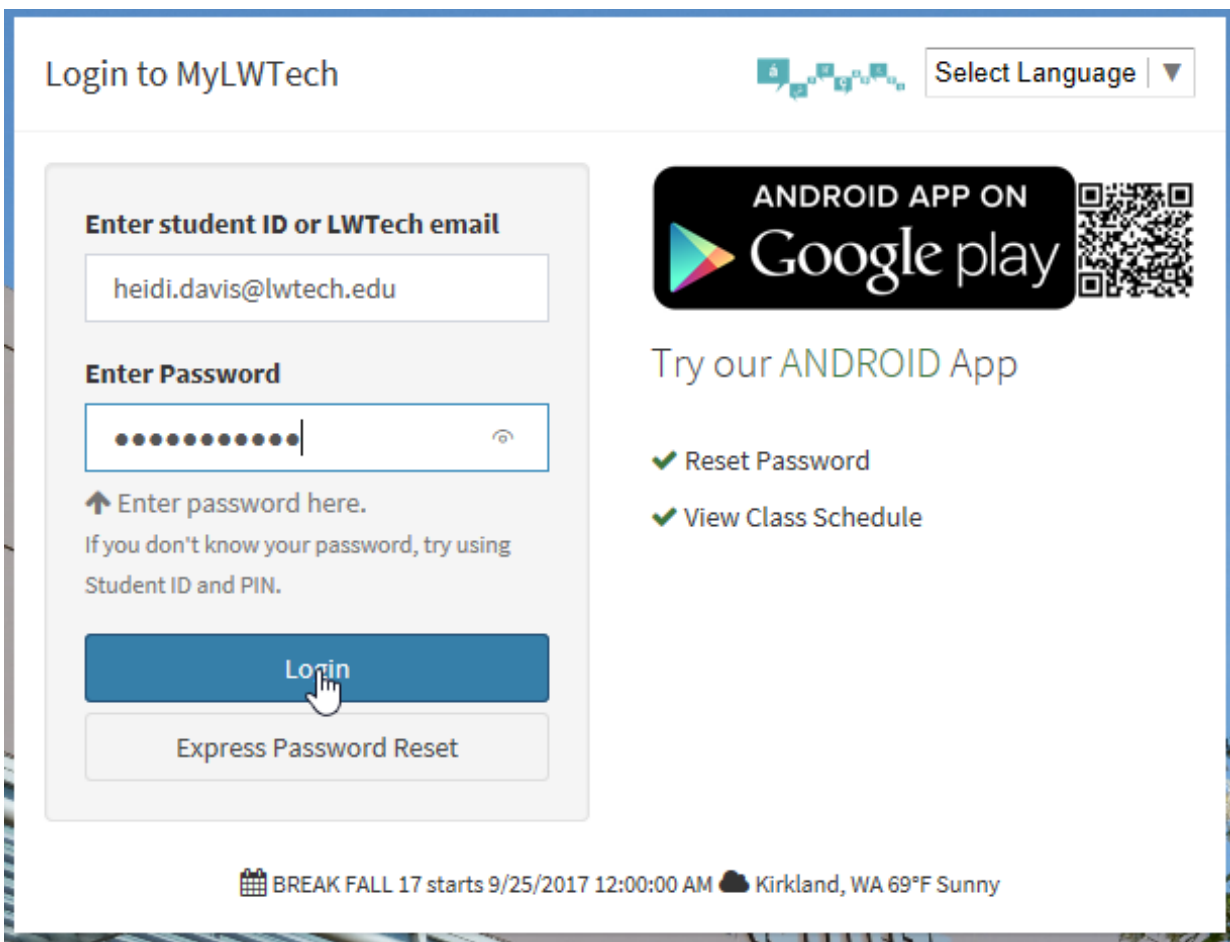 Login to MyLWTech
Select Language ▼
Enter student ID or LWTech email
heidi.davis@lwtech.edu
Enter Password
●●●●●●●●●●●
Enter password here.
If you don't know your password, try using
Student ID and PIN.
Login
Express Password Reset
ANDROID APP ON
Google play
Try our ANDROID App
Reset Password
View Class Schedule
BREAK FALL 17 starts 9/25/2017 12:00:00 AM Kirkland, WA 69°F Sunny